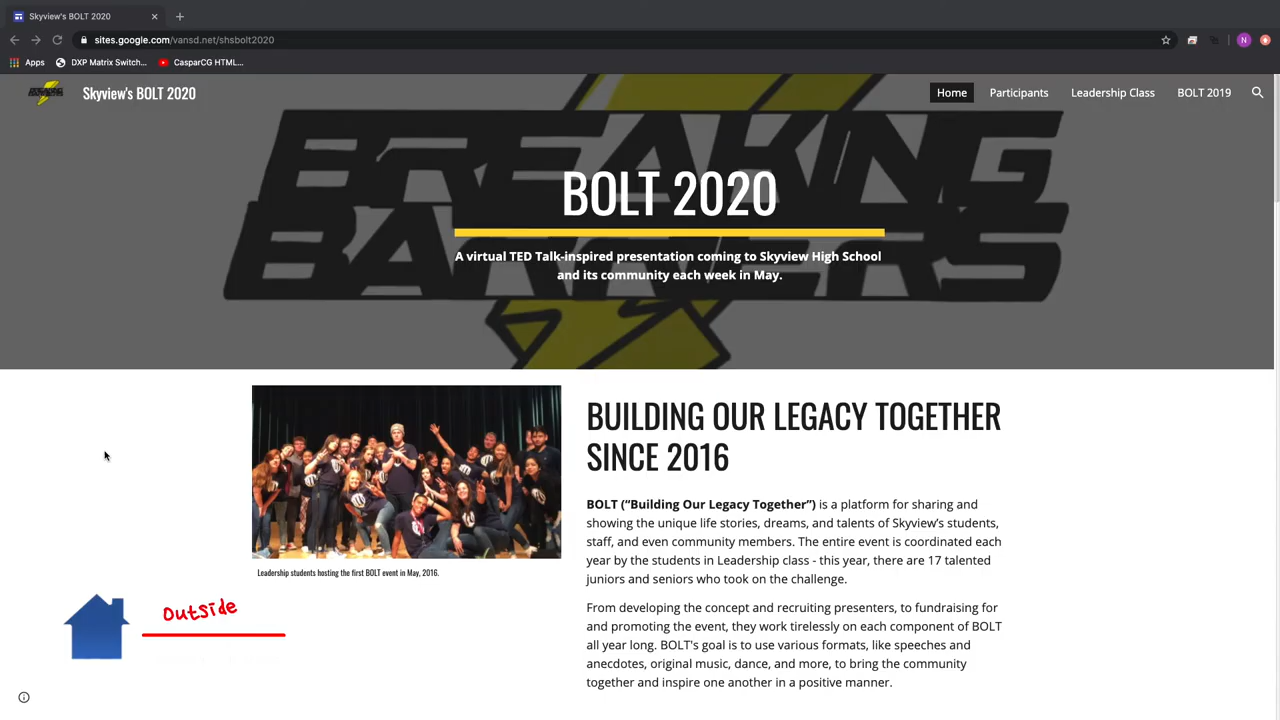 Skyview's BOLT 2020
sites.google.com/vansd.net/shsbolt2020
N
Apps
DXP Matrix Switch...
CasparCG HTML...
Skyview's BOLT 2020
Home
Participants
Leadership Class
BOLT 2019
BREAKING
BARRIERS
BOLT 2020
A virtual TED Talk-inspired presentation coming to Skyview High School
and its community each week in May.
Leadership students hosting the first BOLT event in May, 2016.
BUILDING OUR LEGACY TOGETHER
SINCE 2016
BOLT (“Building Our Legacy Together”) is a platform for sharing and
showing the unique life stories, dreams, and talents of Skyview’s students,
staff, and even community members. The entire event is coordinated each
year by the students in Leadership class - this year, there are 17 talented
juniors and seniors who took on the challenge.
From developing the concept and recruiting presenters, to fundraising for
and promoting the event, they work tirelessly on each component of BOLT
all year long. BOLT's goal is to use various formats, like speeches and
anecdotes, original music, dance, and more, to bring the community
together and inspire one another in a positive manner.
Outside